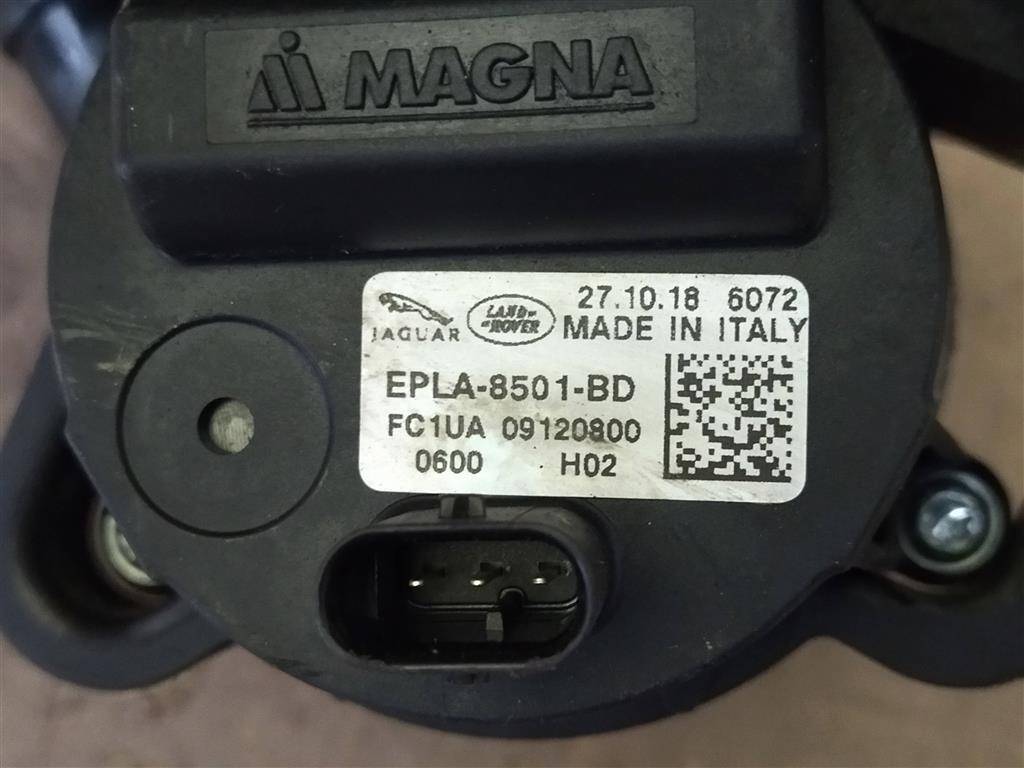 MAGNA
JAGUAR
LAND ROVER
27.10.18 6072
MADE IN ITALY
EPLA-8501-BD
FC1UA 09120800
0600 H02